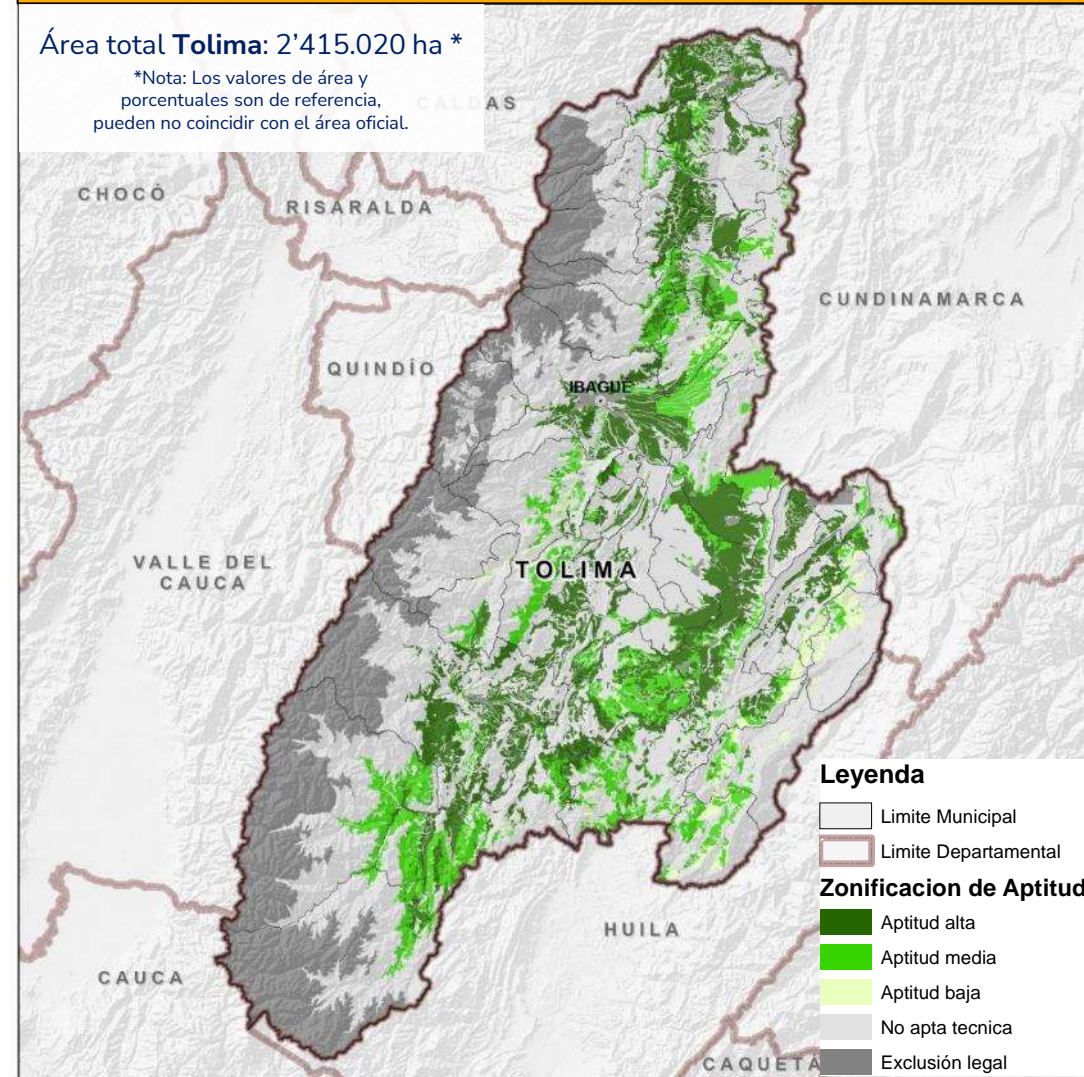 Área total Tolima: 2’415.020 ha *
*Nota: Los valores de área y
porcentuales son de referencia,
pueden no coincidir con el área oficial.
CALDAS
CHOCÓ
RISARALDA
CUNDINAMARCA
QUINDÍO
IBAGUÉ
VALLE DEL
CAUCA
TOLIMA
HUILA
CAUCA
CAQUETÁ
Leyenda
Limite Municipal
Limite Departamental
Zonificacion de Aptitud
Aptitud alta
Aptitud media
Aptitud baja
No apta tecnica
Exclusión legal